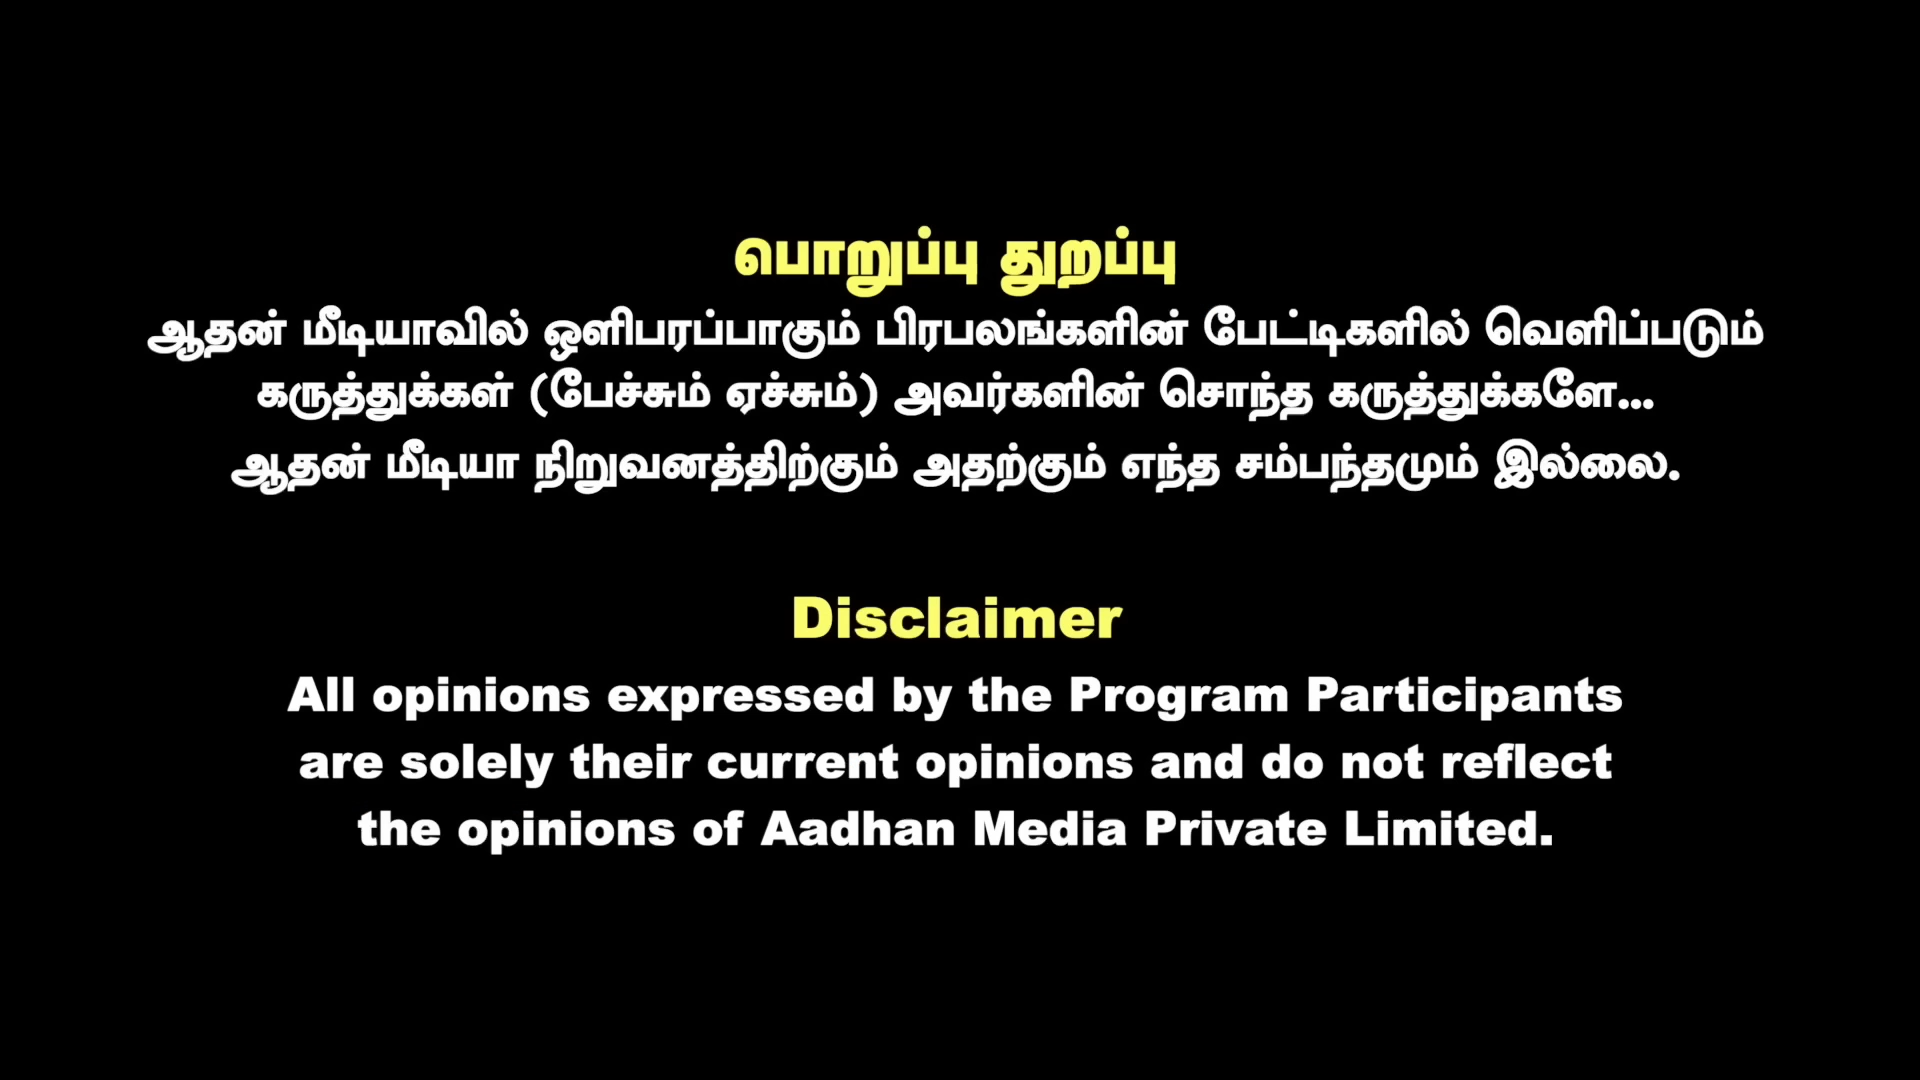 பொறுப்பு துறப்பு
ஆதன் மீடியாவில் ஒளிபரப்பாகும் பிரபலங்களின் பேட்டிகளில் வெளிப்படும்
கருத்துக்கள் (பேச்சும் ஏச்சும்) அவர்களின் சொந்த கருத்துக்களே...
ஆதன் மீடியா நிறுவனத்திற்கும் அதற்கும் எந்த சம்பந்தமும் இல்லை.
Disclaimer
All opinions expressed by the Program Participants
are solely their current opinions and do not reflect
the opinions of Aadhan Media Private Limited.